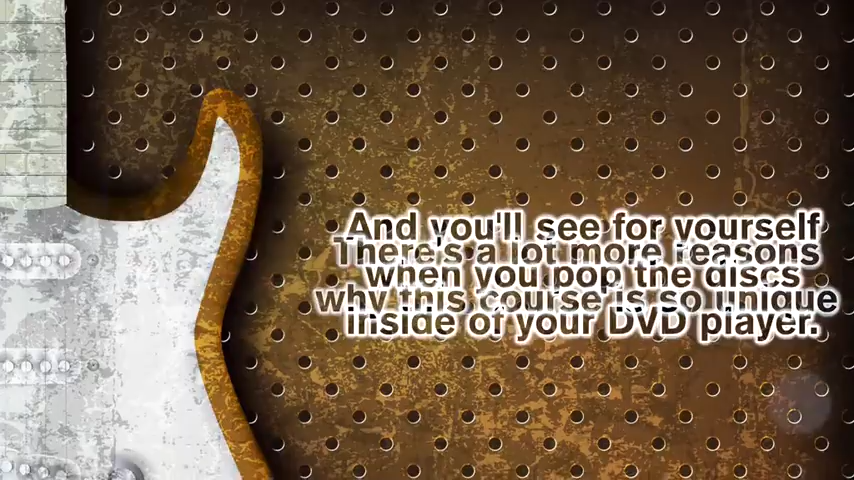 And you'll see for yourself
There's a lot more reasons
when you pop the discs
why this course is so unique
inside of your DVD player.